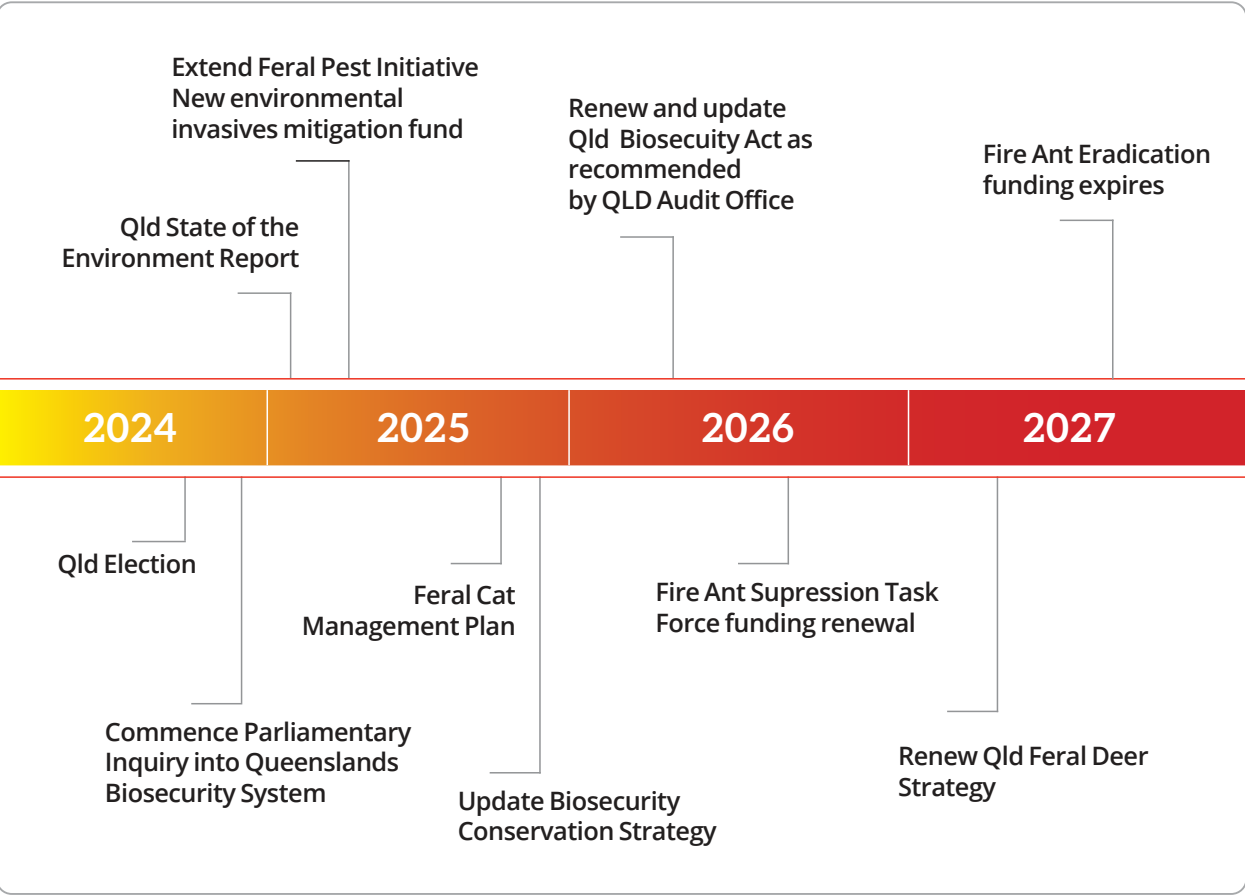 Extend Feral Pest Initiative
New environmental
invasives mitigation fund
Renew and update
Qld Biosecuity Act as
recommended
by QLD Audit Office
Fire Ant Eradication
funding expires
Qld State of the
Environment Report
2024
2025
2026
2027
Qld Election
Feral Cat
Management Plan
Fire Ant Supression Task
Force funding renewal
Commence Parliamentary
Inquiry into Queenslands
Biosecurity System
Update Biosecurity
Conservation Strategy
Renew Qld Feral Deer
Strategy